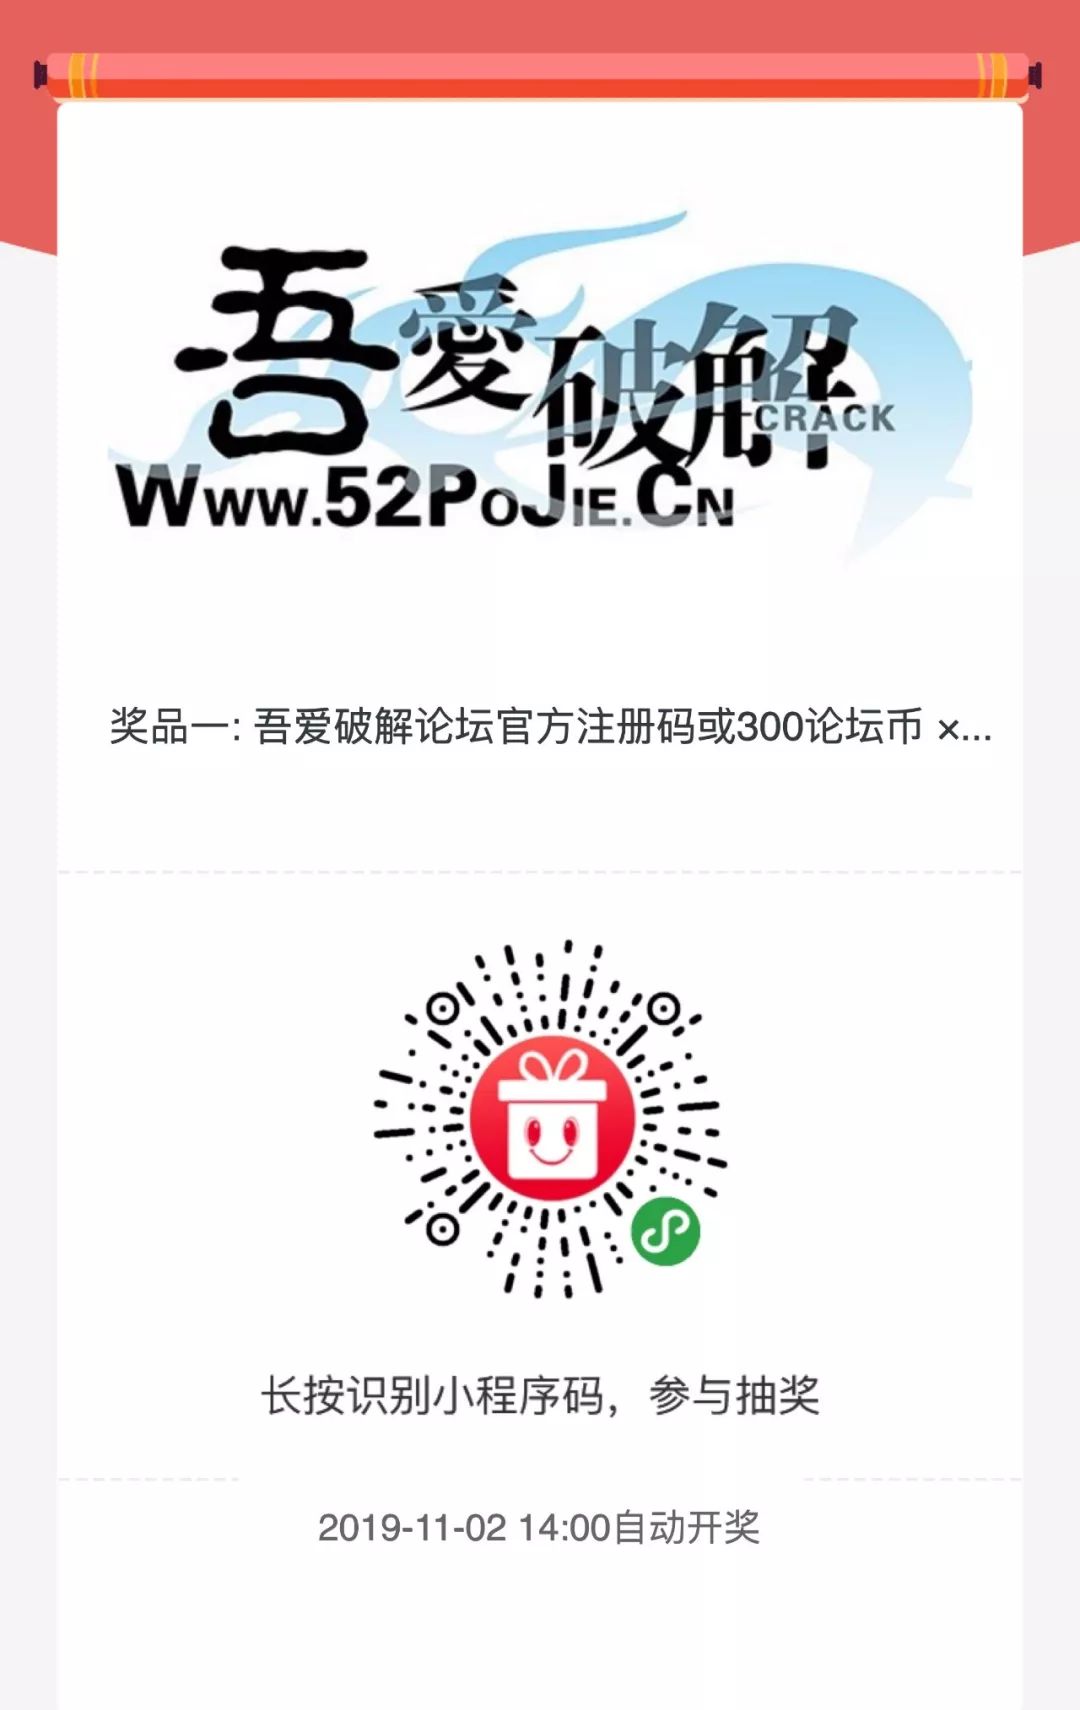 吾愛破解
CRACK
WWW.52POJIE.CN
奖品一: 吾爱破解论坛官方注册码或300论坛币 ×...
长按识别小程序码，参与抽奖
2019-11-02 14:00自动开奖